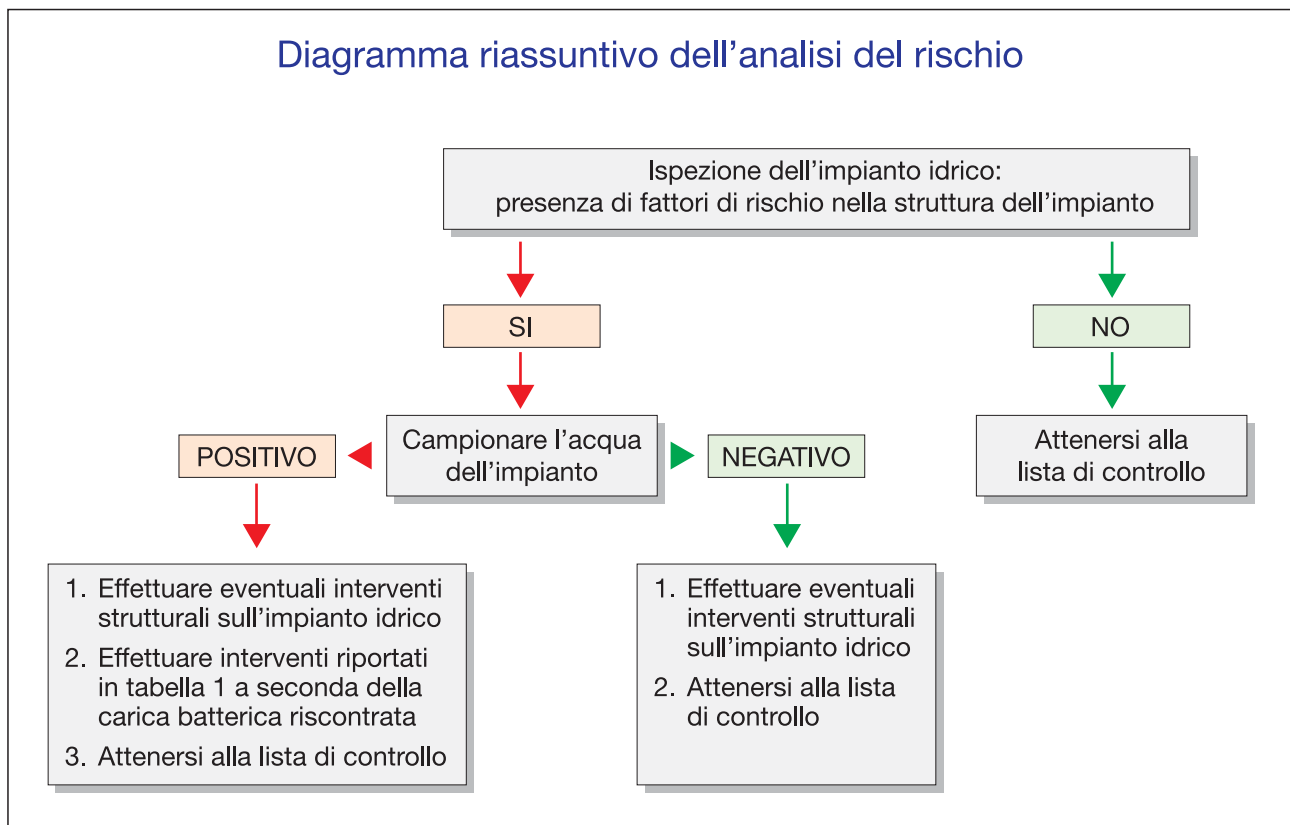 Diagramma riassuntivo dell'analisi del rischio
Ispezione dell'impianto idrico:
presenza di fattori di rischio nella struttura dell'impianto
SI
NO
Campionare l'acqua
dell'impianto
POSITIVO
NEGATIVO
Attenersi alla
lista di controllo
1. Effettuare eventuali interventi
strutturali sull'impianto idrico
2. Effettuare interventi riportati
in tabella 1 a seconda della
carica batterica riscontrata
3. Attenersi alla lista di controllo
1. Effettuare eventuali
interventi strutturali
sull'impianto idrico
2. Attenersi alla lista
di controllo